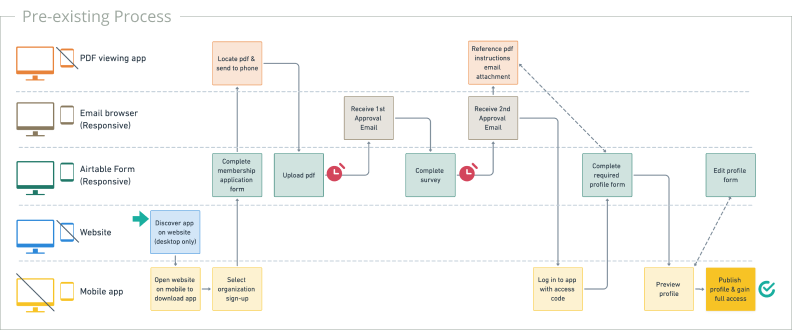 Pre-existing Process
PDF viewing app
Locate pdf &
send to phone
Reference pdf
instructions
email
attachment
Email browser
(Responsive)
Receive 1st
Approval
Email
Receive 2nd
Approval
Email
Airtable Form
(Responsive)
Complete
membership
application
form
Upload pdf
Complete
survey
Complete
required
profile form
Edit profile
form
Website
Discover app
on website
(desktop only)
Mobile app
Open website
on mobile to
download app
Select
organization
sign-up
Log in to app
with access
code
Preview
profile
Publish
profile & gain
full access